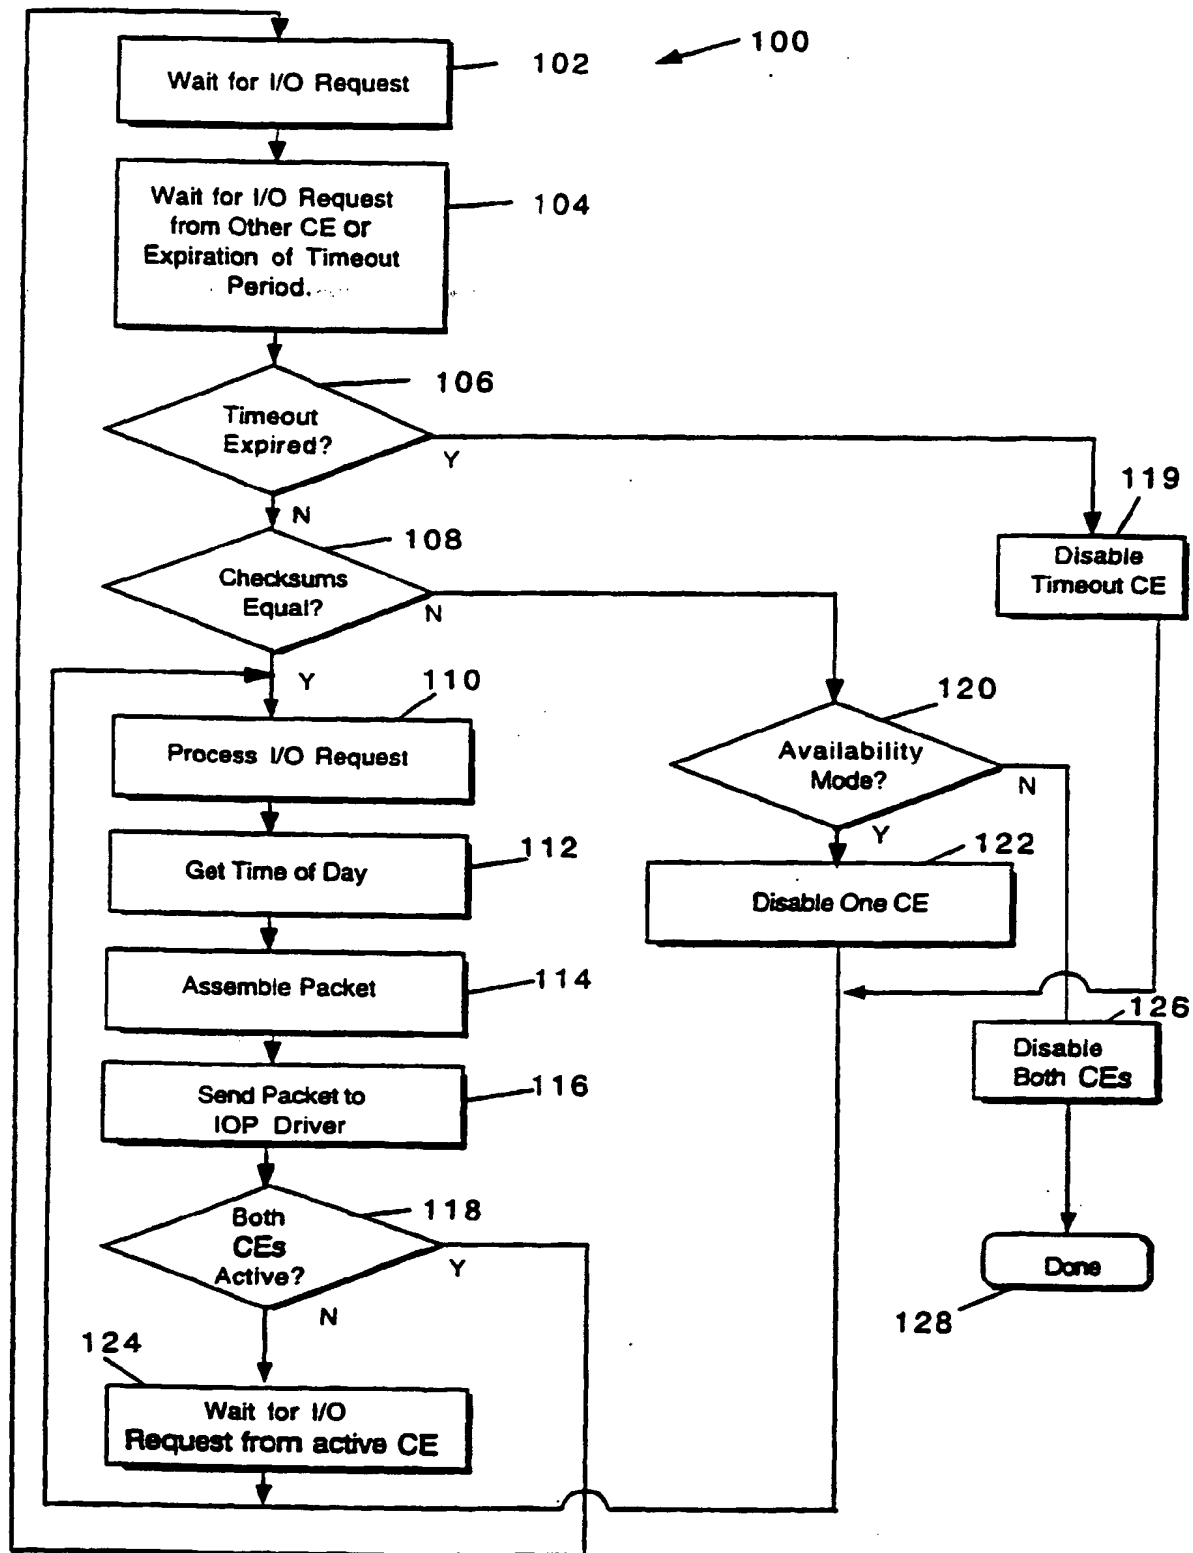 100
Wait for I/O Request
102
Wait for I/O Request
from Other CE or
Expiration of Timeout
Period.
104
Timeout
Expired?
106
Y
N
119
Disable
Timeout CE
Checksums
Equal?
108
N
Y
110
Process I/O Request
120
Availability
Mode?
N
Y
Get Time of Day
112
122
Disable One CE
Assemble Packet
114
126
Disable
Both CEs
Send Packet to
IOP Driver
116
Both
CEs
Active?
118
Y
N
Done
128
124
Wait for I/O
Request from active CE